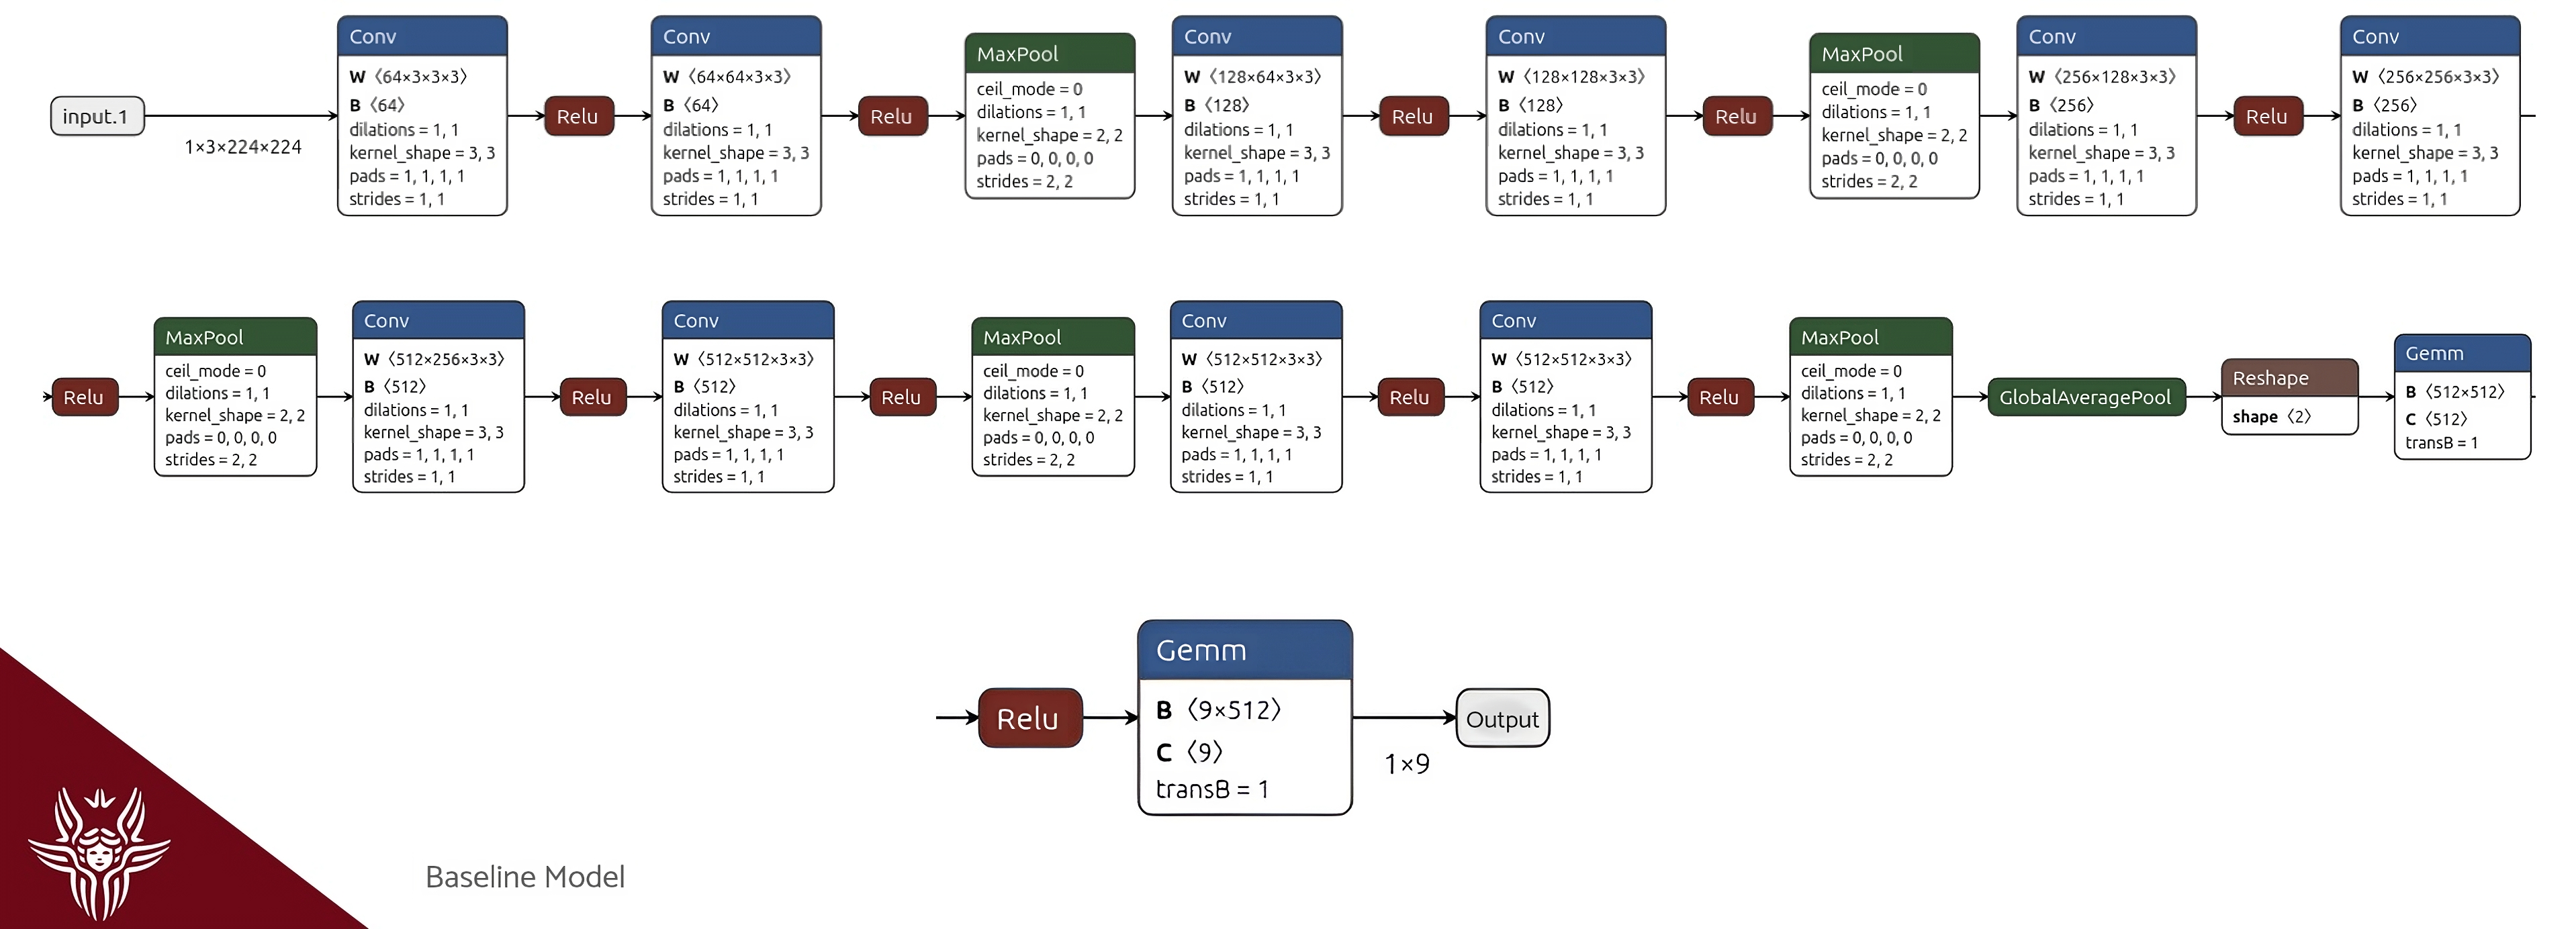 input.1
1×3×224×224
Conv
W ⟨64×3×3×3⟩
B ⟨64⟩
dilations = 1, 1
kernel_shape = 3, 3
pads = 1, 1, 1, 1
strides = 1, 1
Relu
Conv
W ⟨64×64×3×3⟩
B ⟨64⟩
dilations = 1, 1
kernel_shape = 3, 3
pads = 1, 1, 1, 1
strides = 1, 1
Relu
MaxPool
ceil_mode = 0
dilations = 1, 1
kernel_shape = 2, 2
pads = 0, 0, 0, 0
strides = 2, 2
Conv
W ⟨128×64×3×3⟩
B ⟨128⟩
dilations = 1, 1
kernel_shape = 3, 3
pads = 1, 1, 1, 1
strides = 1, 1
Relu
Conv
W ⟨128×128×3×3⟩
B ⟨128⟩
dilations = 1, 1
kernel_shape = 3, 3
pads = 1, 1, 1, 1
strides = 1, 1
Relu
MaxPool
ceil_mode = 0
dilations = 1, 1
kernel_shape = 2, 2
pads = 0, 0, 0, 0
strides = 2, 2
Conv
W ⟨256×128×3×3⟩
B ⟨256⟩
dilations = 1, 1
kernel_shape = 3, 3
pads = 1, 1, 1, 1
strides = 1, 1
Relu
Conv
W ⟨256×256×3×3⟩
B ⟨256⟩
dilations = 1, 1
kernel_shape = 3, 3
pads = 1, 1, 1, 1
strides = 1, 1
Relu
MaxPool
ceil_mode = 0
dilations = 1, 1
kernel_shape = 2, 2
pads = 0, 0, 0, 0
strides = 2, 2
Conv
W ⟨512×256×3×3⟩
B ⟨512⟩
dilations = 1, 1
kernel_shape = 3, 3
pads = 1, 1, 1, 1
strides = 1, 1
Relu
Conv
W ⟨512×512×3×3⟩
B ⟨512⟩
dilations = 1, 1
kernel_shape = 3, 3
pads = 1, 1, 1, 1
strides = 1, 1
Relu
MaxPool
ceil_mode = 0
dilations = 1, 1
kernel_shape = 2, 2
pads = 0, 0, 0, 0
strides = 2, 2
Conv
W ⟨512×512×3×3⟩
B ⟨512⟩
dilations = 1, 1
kernel_shape = 3, 3
pads = 1, 1, 1, 1
strides = 1, 1
Relu
Conv
W ⟨512×512×3×3⟩
B ⟨512⟩
dilations = 1, 1
kernel_shape = 3, 3
pads = 1, 1, 1, 1
strides = 1, 1
Relu
MaxPool
ceil_mode = 0
dilations = 1, 1
kernel_shape = 2, 2
pads = 0, 0, 0, 0
strides = 2, 2
GlobalAveragePool
Reshape
shape ⟨2⟩
Gemm
B ⟨512×512⟩
C ⟨512⟩
transB = 1
Relu
Gemm
B ⟨9×512⟩
C ⟨9⟩
transB = 1
1×9
Output
Baseline Model